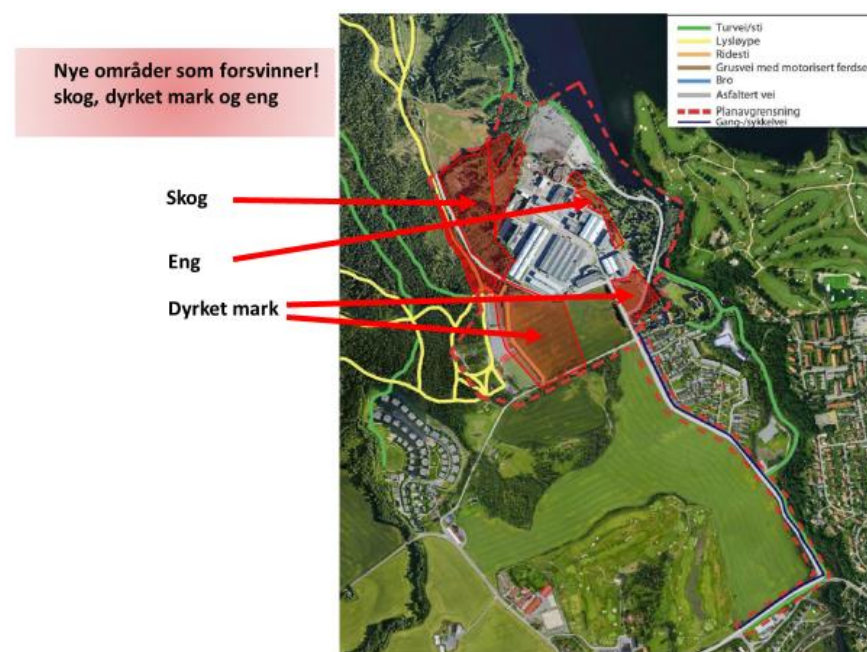 Nye områder som forsvinner!
skog, dyrket mark og eng
Skog
Eng
Dyrket mark
Turvei/sti
Lysløype
Ridesti
Grusvei med motorisert ferdse
Bro
Asfaltert vei
Planavgrensning
Gang-/sykkelvei